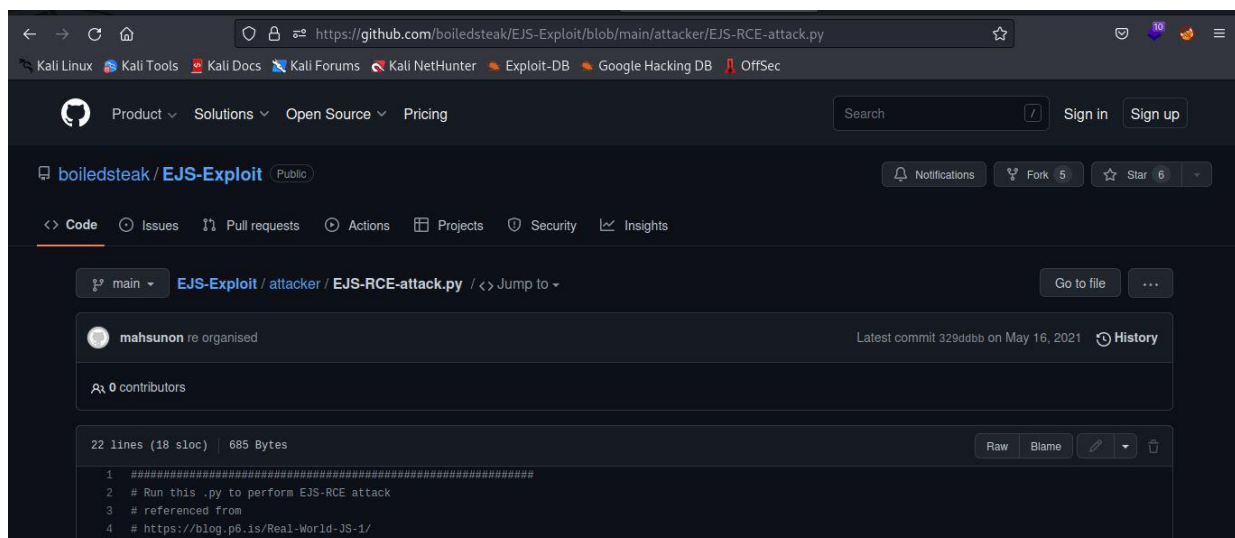 https://github.com/boiledsteak/EJS-Exploit/blob/main/attacker/EJS-RCE-attack.py
10
Kali Linux Kali Tools Kali Docs Kali Forums Kali NetHunter Exploit-DB Google Hacking DB OffSec
Product Solutions Open Source Pricing Search / Sign in Sign up
boiledsteak / EJS-Exploit Public Notifications Fork 5 Star 6
<> Code Issues Pull requests Actions Projects Security Insights
main EJS-Exploit / attacker / EJS-RCE-attack.py / <> Jump to Go to file ...
mahsunon re organised Latest commit 329ddbb on May 16, 2021 History
0 contributors
22 lines (18 sloc) | 685 Bytes Raw Blame
1 ##############################################################
2 # Run this .py to perform EJS-RCE attack
3 # referenced from
4 # https://blog.p6.is/Real-World-JS-1/